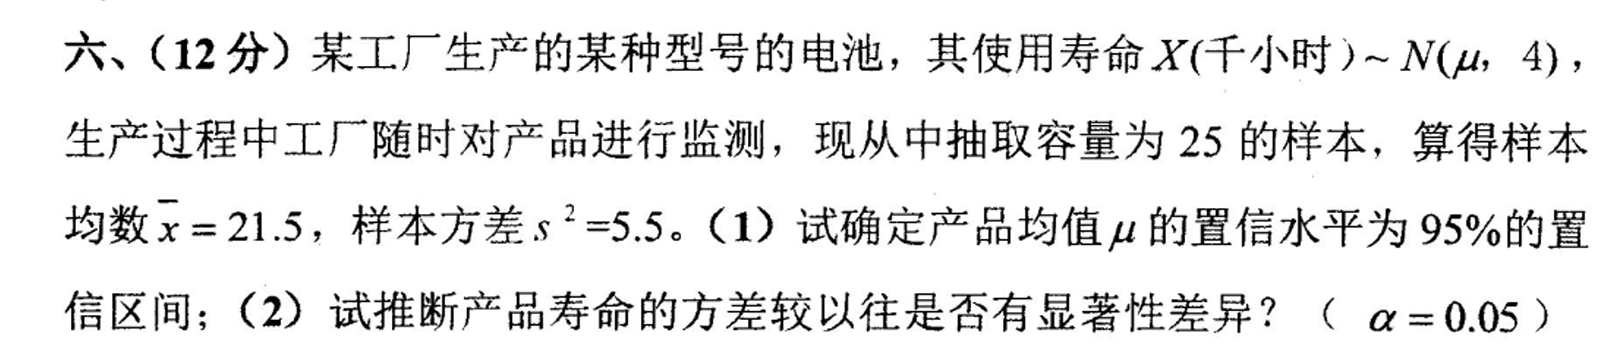 六、（12分）某工厂生产的某种型号的电池，其使用寿命 X(千小时)~ N(μ, 4)，
生产过程中工厂随时对产品进行监测，现从中抽取容量为 25 的样本，算得样本
均数 x̄ = 21.5，样本方差 s ² =5.5。（1）试确定产品均值 μ 的置信水平为 95%的置
信区间；（2）试推断产品寿命的方差较以往是否有显著性差异？（ α = 0.05 ）